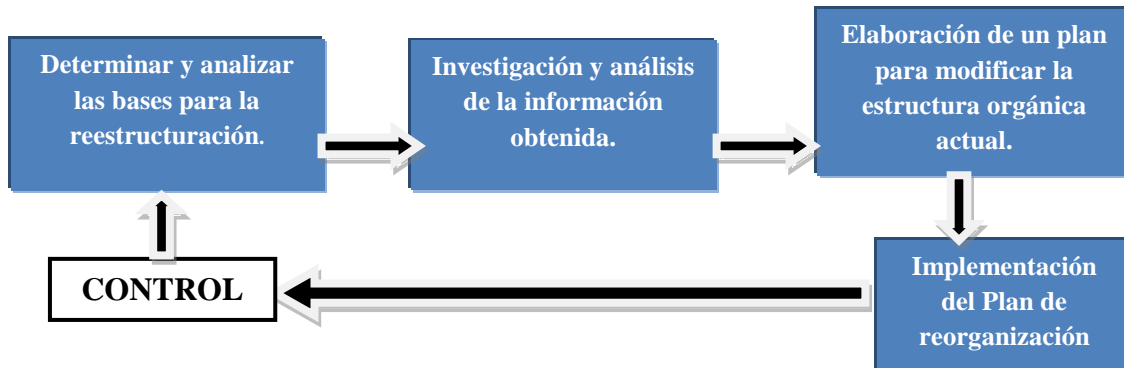 Determinar y analizar
las bases para la
reestructuración.
Investigación y análisis
de la información
obtenida.
Elaboración de un plan
para modificar la
estructura orgánica
actual.
Implementación
del Plan de
reorganización
CONTROL